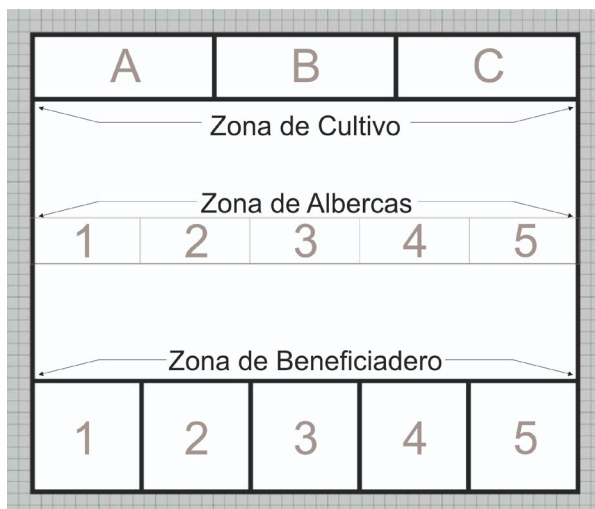 A B C
Zona de Cultivo
Zona de Albercas
1 2 3 4 5
Zona de Beneficiadero
1 2 3 4 5